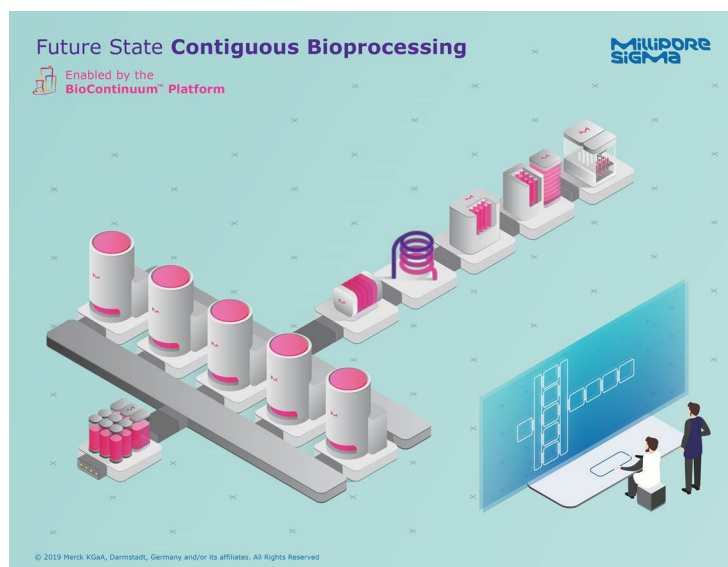 Future State Contiguous Bioprocessing
MILLIPORE
SIGMA
Enabled by the
BioContinuum™ Platform
© 2019 Merck KGaA, Darmstadt, Germany and/or its affiliates. All Rights Reserved